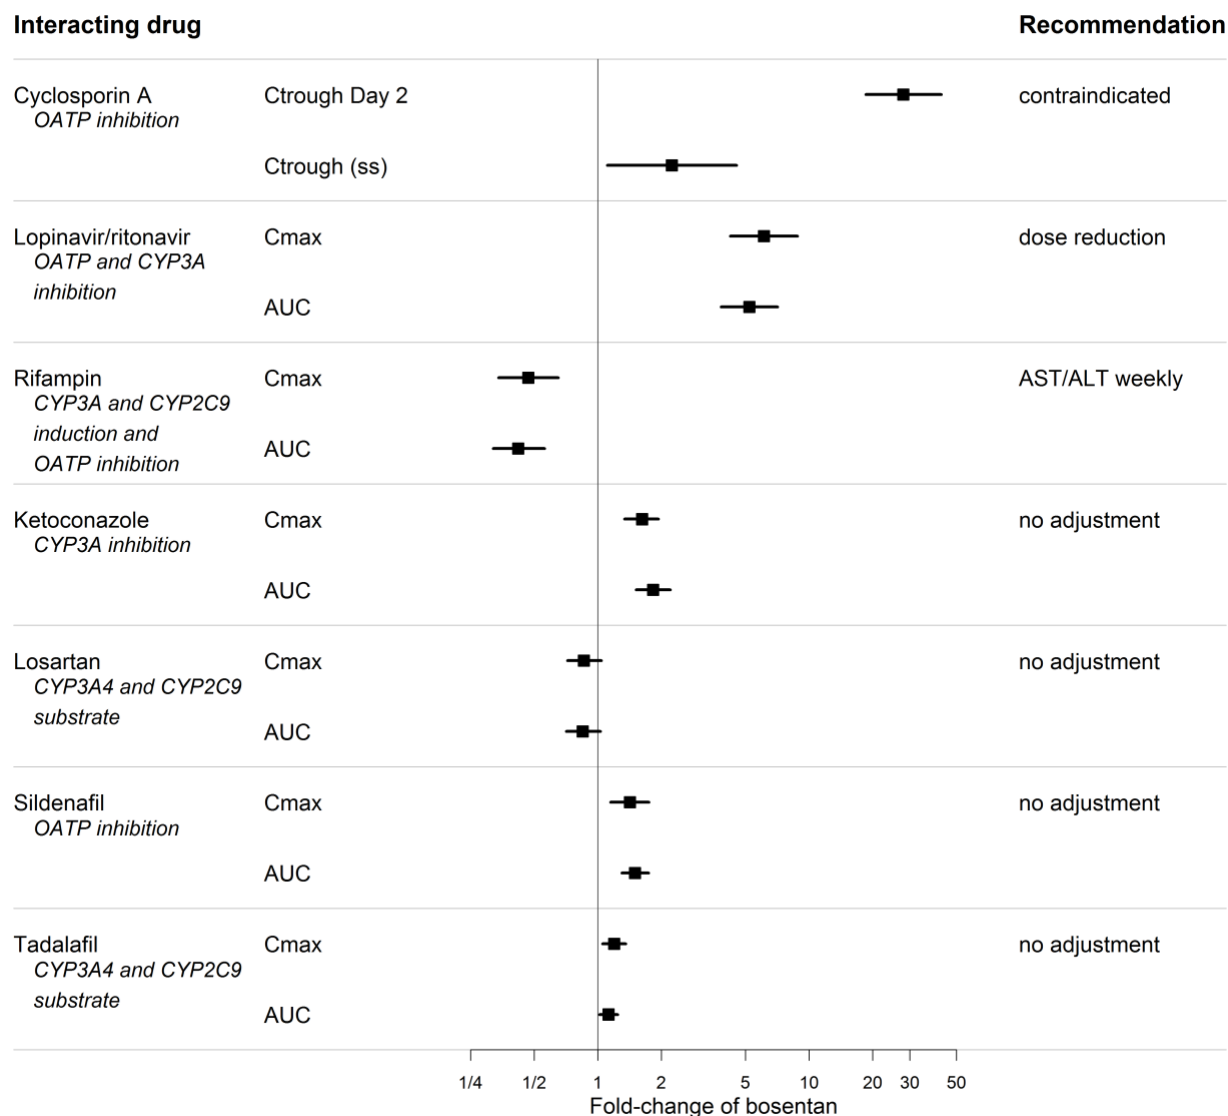 Interacting drug Recommendation
Cyclosporin A Ctrough Day 2 contraindicated
OATP inhibition
Ctrough (ss)
Lopinavir/ritonavir Cmax dose reduction
OATP and CYP3A
inhibition
AUC
Rifampin Cmax AST/ALT weekly
CYP3A and CYP2C9
induction and
AUC
OATP inhibition
Ketoconazole Cmax no adjustment
CYP3A inhibition
AUC
Losartan Cmax no adjustment
CYP3A4 and CYP2C9
substrate
AUC
Sildenafil Cmax no adjustment
OATP inhibition
AUC
Tadalafil Cmax no adjustment
CYP3A4 and CYP2C9
substrate
AUC
1/4 1/2 1 2 5 10 20 30 50
Fold-change of bosentan